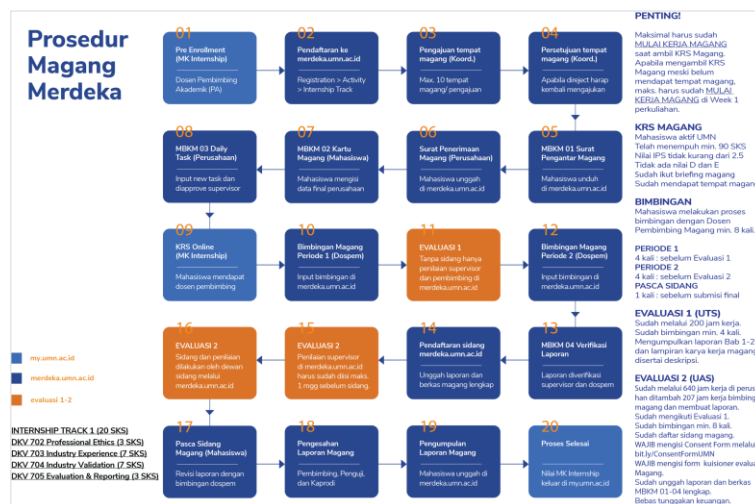 Prosedur
Magang
Merdeka
01
Pre Enrollment
(MK Internship)
Dosen Pembimbing
Akademik (PA)
02
Pendaftaran ke
merdeka.umn.ac.id
Registration > Activity
> Internship Track
03
Pengajuan tempat
magang (Koord.)
Max. 10 tempat
magang/ pengajuan
04
Persetujuan tempat
magang (Koord.)
Apabila direject harap
kembali mengajukan
08
MBKM 03 Daily
Task (Perusahaan)
Input new task dan
diapprove supervisor
07
MBKM 02 Kartu
Magang (Mahasiswa)
Mahasiswa mengisi
data final perusahaan
06
Surat Penerimaan
Magang (Perusahaan)
Mahasiswa unggah
di merdeka.umn.ac.id
05
MBKM 01 Surat
Pengantar Magang
Mahasiswa unduh
di merdeka.umn.ac.id
09
KRS Online
(MK Internship)
Mahasiswa mendapat
dosen pembimbing
10
Bimbingan Magang
Periode 1 (Dospem)
Input bimbingan di
merdeka.umn.ac.id
11
EVALUASI 1
Tanpa sidang hanya
penilaian supervisor
dan pembimbing di
merdeka.umn.ac.id
12
Bimbingan Magang
Periode 2 (Dospem)
Input bimbingan di
merdeka.umn.ac.id
16
EVALUASI 2
Sidang dan penilaian
dilakukan oleh dewan
sidang melalui
merdeka.umn.ac.id
15
EVALUASI 2
Penilaian supervisor
di merdeka.umn.ac.id
harus sudah diisi maks.
1 mgg sebelum sidang.
14
Pendaftaran sidang
merdeka.umn.ac.id
Unggah laporan dan
berkas magang lengkap
13
MBKM 04 Verifikasi
Laporan
Laporan diverifikasi
supervisor dan dospem
17
Pasca Sidang
Magang (Mahasiswa)
Revisi laporan dengan
bimbingan dospem
18
Pengesahan
Laporan Magang
Pembimbing, Penguji,
dan Kaprodi
19
Pengumpulan
Laporan Magang
Mahasiswa unggah di
merdeka.umn.ac.id
20
Proses Selesai
Nilai MK Internship
keluar di my.umn.ac.id
my.umn.ac.id
merdeka.umn.ac.id
evaluasi 1-2
INTERNSHIP TRACK 1 (20 SKS)
DKV 702 Professional Ethics (3 SKS)
DKV 703 Industry Experience (7 SKS)
DKV 704 Industry Validation (7 SKS)
DKV 705 Evaluation & Reporting (3 SKS)
PENTING!
Maksimal harus sudah
MULAI KERJA MAGANG
saat ambil KRS Magang.
Apabila mengambil KRS
Magang meski belum
mendapat tempat magang,
maks. harus sudah MULAI
KERJA MAGANG di Week 1
perkuliahan.
KRS MAGANG
Mahasiswa aktif UMN
Telah menempuh min. 90 SKS
Nilai IPS tidak kurang dari 2.5
Tidak ada nilai D dan E
Sudah ikut briefing magang
Sudah mendapat tempat magan
BIMBINGAN
Mahasiswa melakukan proses
bimbingan dengan Dosen
Pembimbing Magang min. 8 kali.
PERIODE 1
4 kali : sebelum Evaluasi 1
PERIODE 2
4 kali : sebelum Evaluasi 2
PASCA SIDANG
1 kali : sebelum submisi final
EVALUASI 1 (UTS)
Sudah melalui 200 jam kerja.
Sudah bimbingan min. 4 kali.
Mengumpulkan laporan Bab 1-2
dan lampiran karya kerja magang
disertai deskripsi.
EVALUASI 2 (UAS)
Sudah melalui 640 jam kerja di perus
han ditambah 207 jam kerja bimbing
magang dan membuat laporan.
Sudah mengikuti Evaluasi 1.
Sudah bimbingan min. 8 kali.
Sudah daftar sidang magang.
WAJIB mengisi Consent Form melalu
bit.ly/ConsentFormUMN
WAJIB mengisi form kuisioner evalua
Magang.
Sudah unggah laporan dan berkas
MBKM 01-04 lengkap.
Bebas tunggakan keuangan.